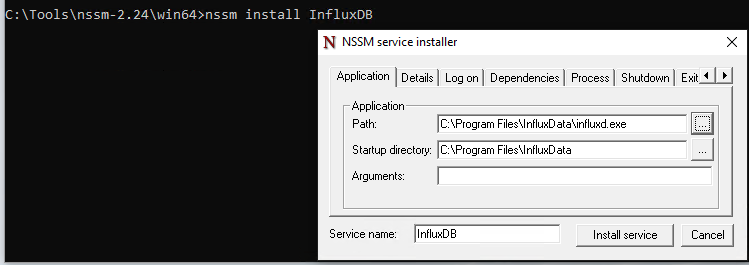 C:\Tools\nssm-2.24\win64>nssm install InfluxDB
N NSSM service installer
Application Details Log on Dependencies Process Shutdown Exit
Application
Path: C:\Program Files\InfluxData\influxd.exe ...
Startup directory: C:\Program Files\InfluxData ...
Arguments:
Service name: InfluxDB Install service Cancel